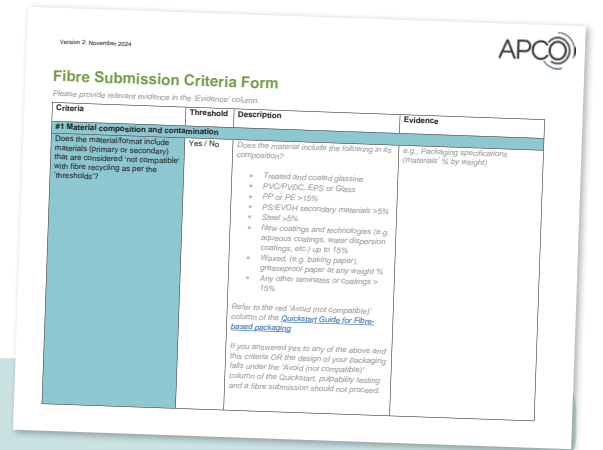 Version 2: November 2024
APCO
Fibre Submission Criteria Form
Please provide relevant evidence in the 'Evidence' column.
Criteria
Threshold
Description
Evidence
#1 Material composition and contamination
Does the material/format include
materials (primary or secondary)
that are considered 'not compatible'
with fibre recycling as per the
'thresholds'?
Yes / No
Does the material include the following in its
composition?
• Treated and coated glassine
• PVC/PVDC, EPS or Glass
• PP or PE >15%
• PS/EVOH secondary materials >5%
• Steel >5%
• New coatings and technologies (e.g.
aqueous coatings, water dispersion
coatings, etc.) up to 15%
• Waxed, (e.g. baking paper),
greaseproof paper at any weight %
• Any other laminates or coatings >
15%
Refer to the red 'Avoid (not compatible)'
column of the Quickstart Guide for Fibre-
based packaging
If you answered yes to any of the above and
this criteria OR the design of your packaging
falls under the 'Avoid (not compatible)'
column of the Quickstart, pulpability testing
and a fibre submission should not proceed.
e.g., Packaging specifications
(materials' % by weight)